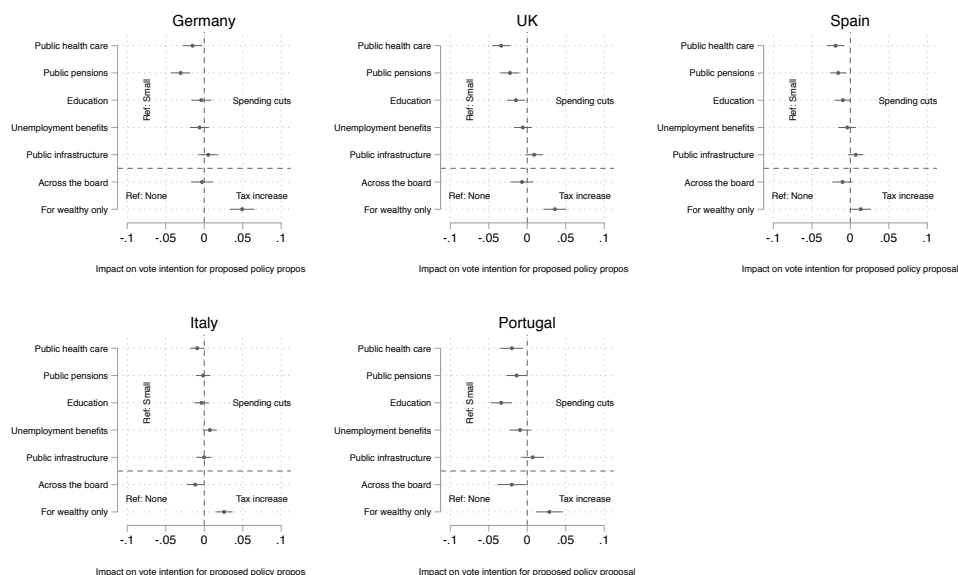 Germany
Public health care
Public pensions
Education
Unemployment benefits
Public infrastructure
Across the board
For wealthy only
Ref: Small
Spending cuts
Ref: None
Tax increase
-.1 -.05 0 .05 .1
Impact on vote intention for proposed policy propos
UK
Public health care
Public pensions
Education
Unemployment benefits
Public infrastructure
Across the board
For wealthy only
Ref: Small
Spending cuts
Ref: None
Tax increase
-.1 -.05 0 .05 .1
Impact on vote intention for proposed policy propos
Spain
Public health care
Public pensions
Education
Unemployment benefits
Public infrastructure
Across the board
For wealthy only
Ref: Small
Spending cuts
Ref: None
Tax increase
-.1 -.05 0 .05 .1
Impact on vote intention for proposed policy proposal
Italy
Public health care
Public pensions
Education
Unemployment benefits
Public infrastructure
Across the board
For wealthy only
Ref: Small
Spending cuts
Ref: None
Tax increase
-.1 -.05 0 .05 .1
Impact on vote intention for proposed policy propos
Portugal
Public health care
Public pensions
Education
Unemployment benefits
Public infrastructure
Across the board
For wealthy only
Ref: Small
Spending cuts
Ref: None
Tax increase
-.1 -.05 0 .05 .1
Impact on vote intention for proposed policy proposal